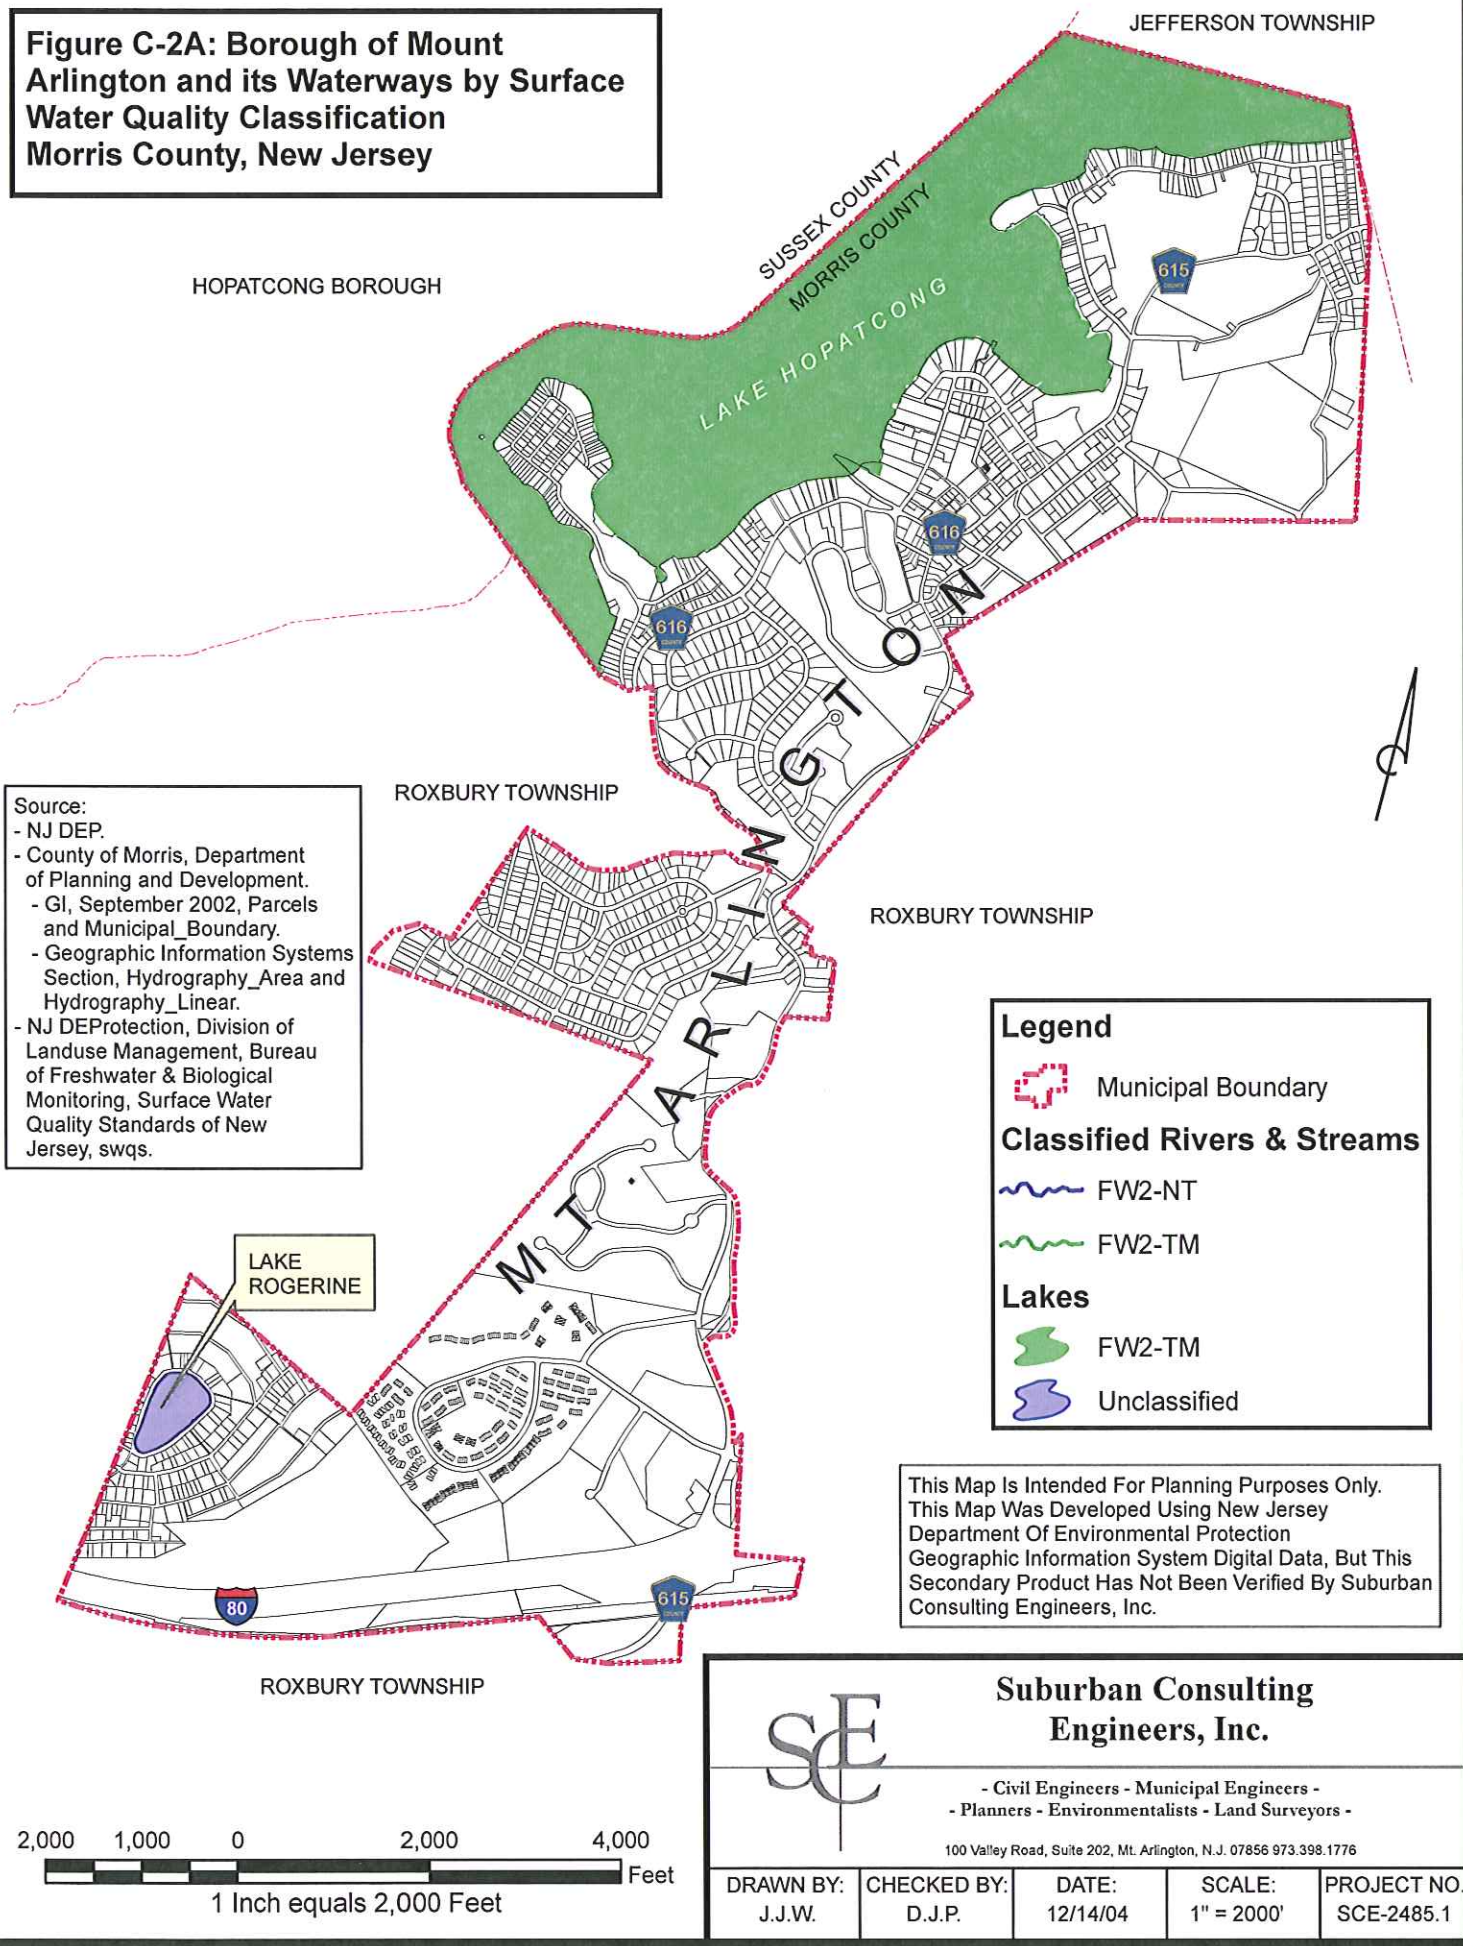 Figure C-2A: Borough of Mount
Arlington and its Waterways by Surface
Water Quality Classification
Morris County, New Jersey
JEFFERSON TOWNSHIP
SUSSEX COUNTY
MORRIS COUNTY
HOPATCONG BOROUGH
LAKE HOPATCONG
615
COUNTY
616
COUNTY
616
COUNTY
MT. ARLINGTON
ROXBURY TOWNSHIP
ROXBURY TOWNSHIP
Source:
- NJ DEP.
- County of Morris, Department
of Planning and Development.
- GI, September 2002, Parcels
and Municipal_Boundary.
- Geographic Information Systems
Section, Hydrography_Area and
Hydrography_Linear.
- NJ DEProtection, Division of
Landuse Management, Bureau
of Freshwater & Biological
Monitoring, Surface Water
Quality Standards of New
Jersey, swqs.
Legend
Municipal Boundary
Classified Rivers & Streams
FW2-NT
FW2-TM
Lakes
FW2-TM
Unclassified
LAKE
ROGERINE
This Map Is Intended For Planning Purposes Only.
This Map Was Developed Using New Jersey
Department Of Environmental Protection
Geographic Information System Digital Data, But This
Secondary Product Has Not Been Verified By Suburban
Consulting Engineers, Inc.
80
615
COUNTY
ROXBURY TOWNSHIP
SCE
Suburban Consulting
Engineers, Inc.
- Civil Engineers - Municipal Engineers -
- Planners - Environmentalists - Land Surveyors -
100 Valley Road, Suite 202, Mt. Arlington, N.J. 07856 973.398.1776
2,000 1,000 0 2,000 4,000
Feet
1 Inch equals 2,000 Feet
DRAWN BY: CHECKED BY: DATE: SCALE: PROJECT NO.
J.J.W. D.J.P. 12/14/04 1" = 2000' SCE-2485.1